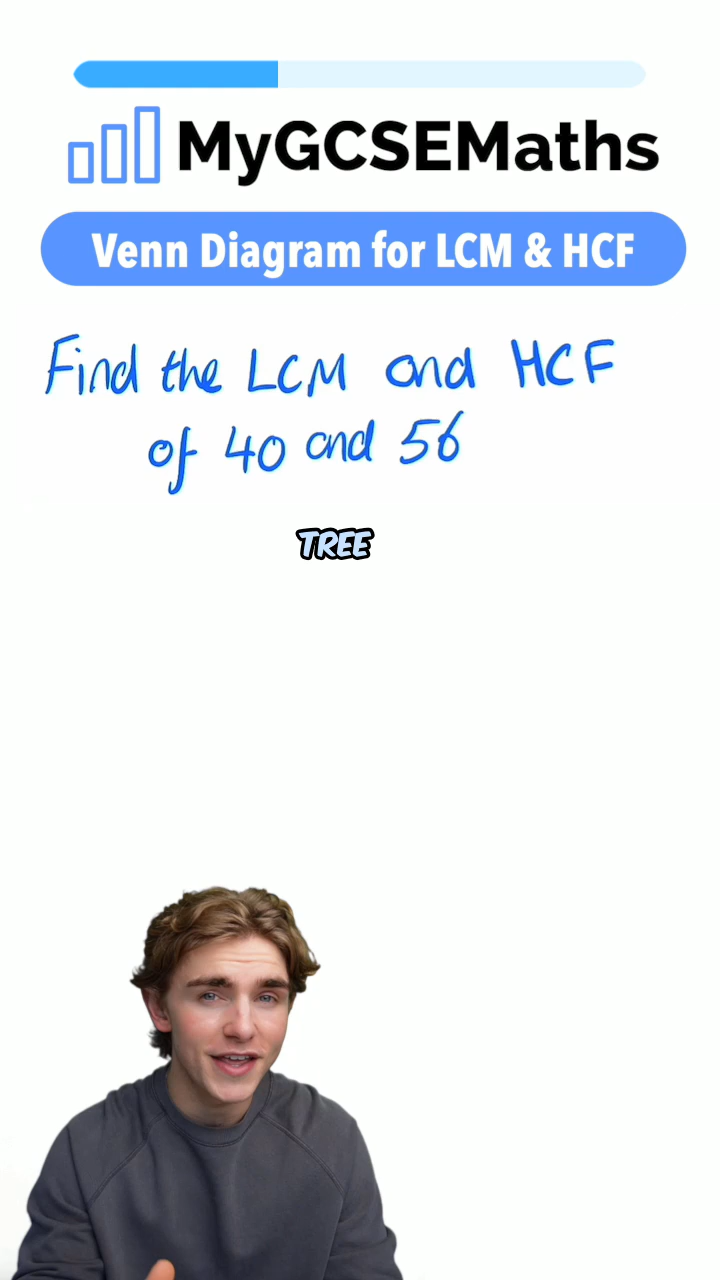 MyGCSEMaths
Venn Diagram for LCM & HCF
Find the LCM and HCF
of 40 and 56
TREE